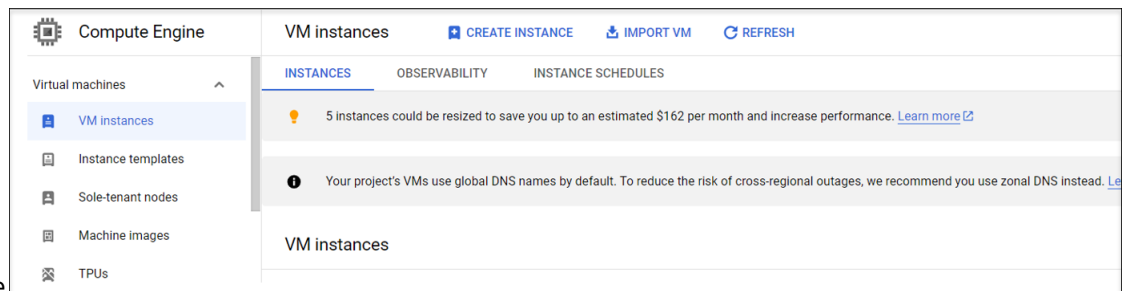 Compute Engine
VM instances
CREATE INSTANCE
IMPORT VM
REFRESH
Virtual machines
VM instances
Instance templates
Sole-tenant nodes
Machine images
TPUs
INSTANCES
OBSERVABILITY
INSTANCE SCHEDULES
5 instances could be resized to save you up to an estimated $162 per month and increase performance. Learn more
Your project's VMs use global DNS names by default. To reduce the risk of cross-regional outages, we recommend you use zonal DNS instead. Le
VM instances
e